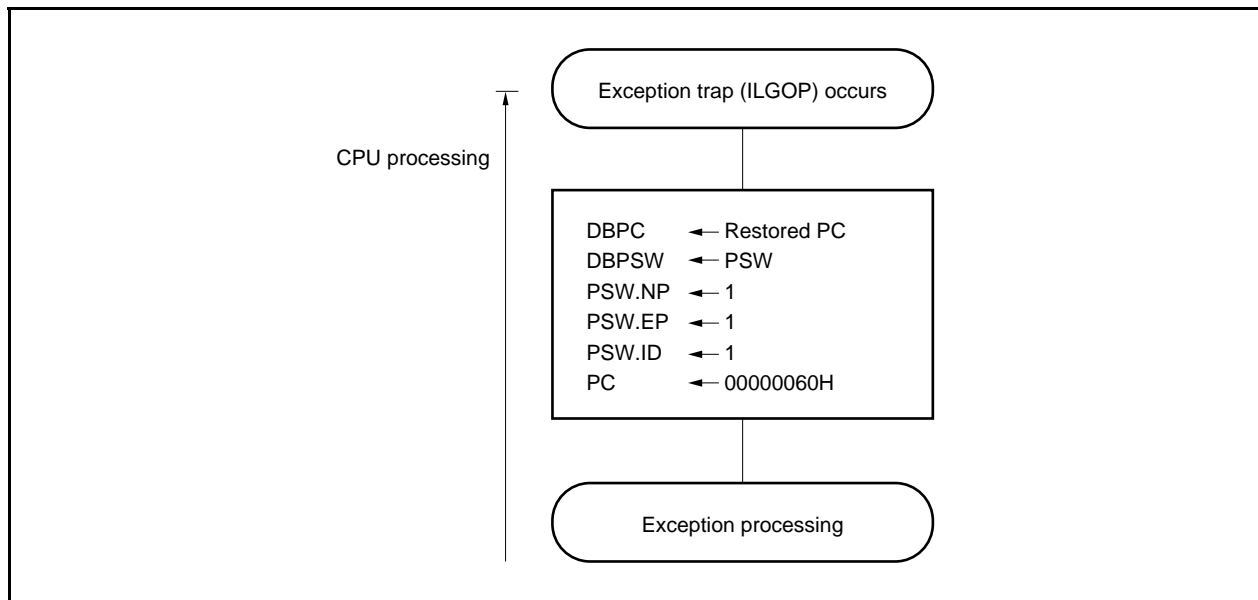 Exception trap (ILGOP) occurs
CPU processing
DBPC ← Restored PC
DBPSW ← PSW
PSW.NP ← 1
PSW.EP ← 1
PSW.ID ← 1
PC ← 00000060H
Exception processing